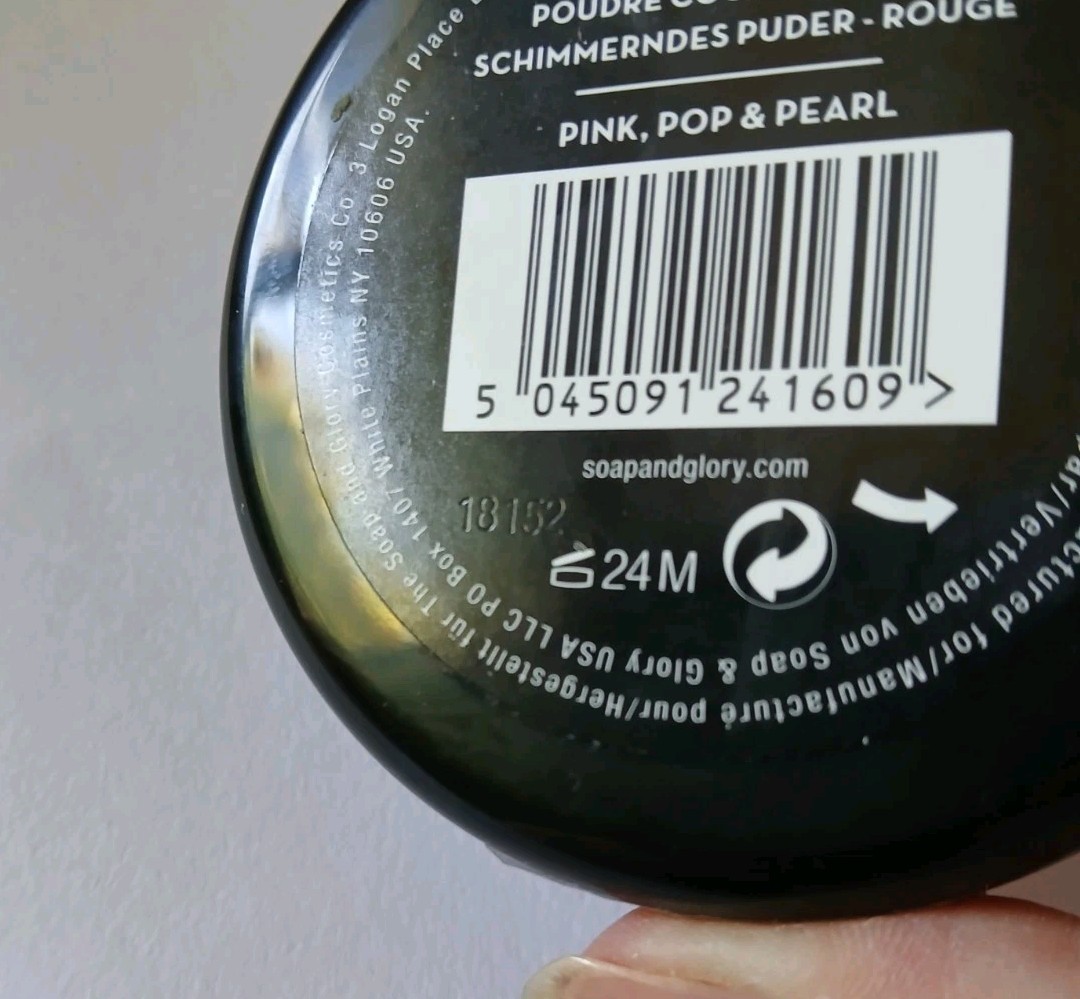 POUDRE
SCHIMMERNDES PUDER - ROUGE
PINK, POP & PEARL
5 045091 241609 >
soapandglory.com
18152
24M
Manufacturé pour/Hergestellt für The Soap and Glory Cosmetics Co. 3 Logan Place
Vertrieben von Soap & Glory USA LLC PO Box 1407 White Plains NY 10606 USA.